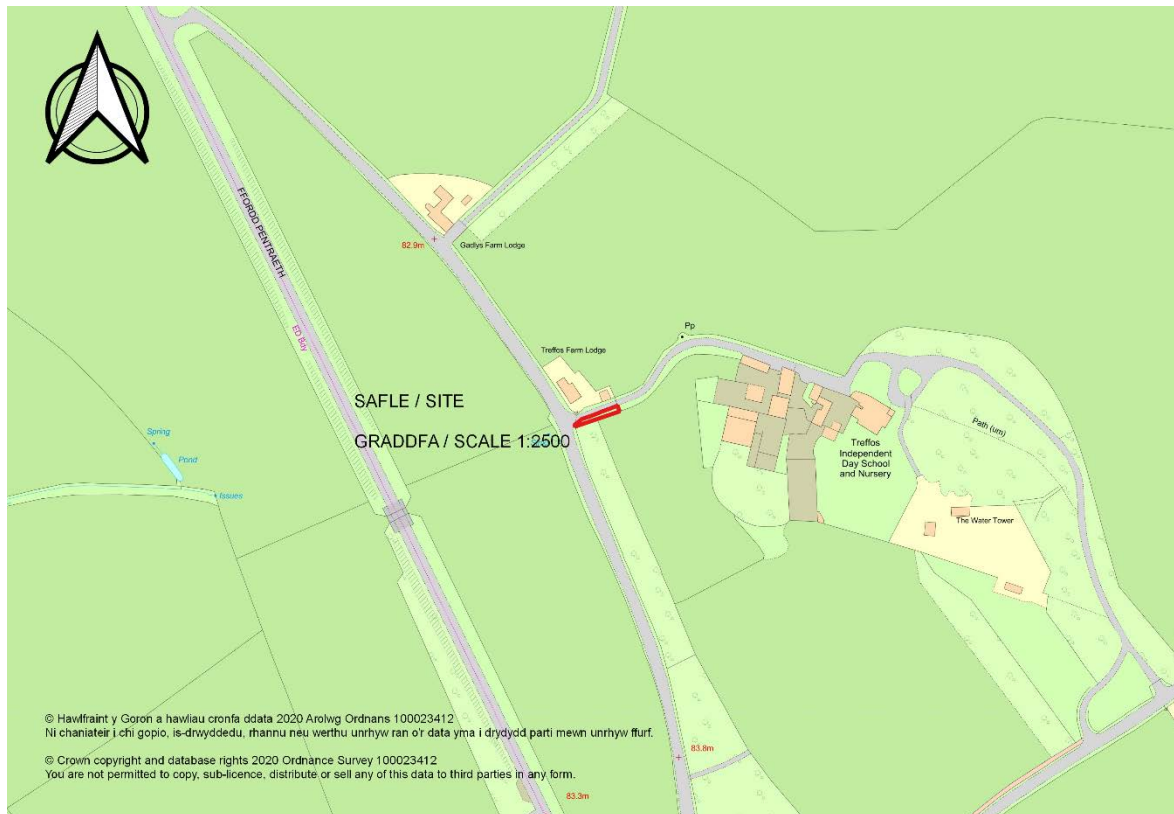 FFORDD PENTRAETH
ED Bdy
82.9m
Gadlys Farm Lodge
Pp
Treffos Farm Lodge
SAFLE / SITE
GRADDFA / SCALE 1:2500
Spring
Pond
Issues
Path (um)
Treffos
Independent
Day School
and Nursery
The Water Tower
© Hawlfraint y Goron a hawliau cronfa ddata 2020 Arolwg Ordnans 100023412
Ni chaniateir i chi gopio, is-drwyddedu, rhannu neu werthu unrhyw ran o'r data yma i drydydd parti mewn unrhyw ffurf.
© Crown copyright and database rights 2020 Ordnance Survey 100023412
You are not permitted to copy, sub-licence, distribute or sell any of this data to third parties in any form.
83.8m
83.3m